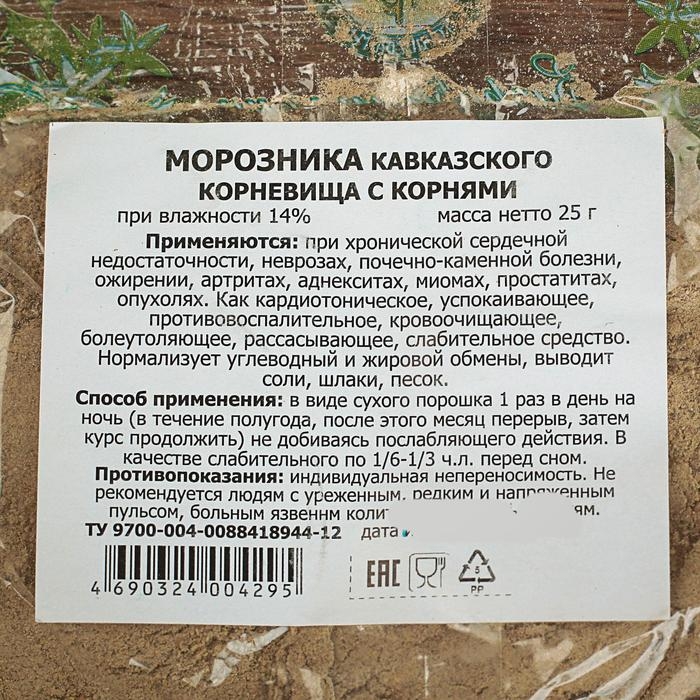 МОРОЗНИКА КАВКАЗСКОГО
КОРНЕВИЩА С КОРНЯМИ
при влажности 14% масса нетто 25 г
Применяются: при хронической сердечной
недостаточности, неврозах, почечно-каменной болезни,
ожирении, артритах, аднекситах, миомах, простатитах,
опухолях. Как кардиотоническое, успокаивающее,
противовоспалительное, кровоочищающее,
болеутоляющее, рассасывающее, слабительное средство.
Нормализует углеводный и жировой обмены, выводит
соли, шлаки, песок.
Способ применения: в виде сухого порошка 1 раз в день на
ночь (в течение полугода, после этого месяц перерыв, затем
курс продолжить) не добиваясь послабляющего действия. В
качестве слабительного по 1/6-1/3 ч.л. перед сном.
Противопоказания: индивидуальная непереносимость. Не
рекомендуется людям с уреженным, редким и напряженным
пульсом, больным язвеннм
ТУ 9700-004-0088418944-12 дата
4 690324 004295
EAC
5
PP